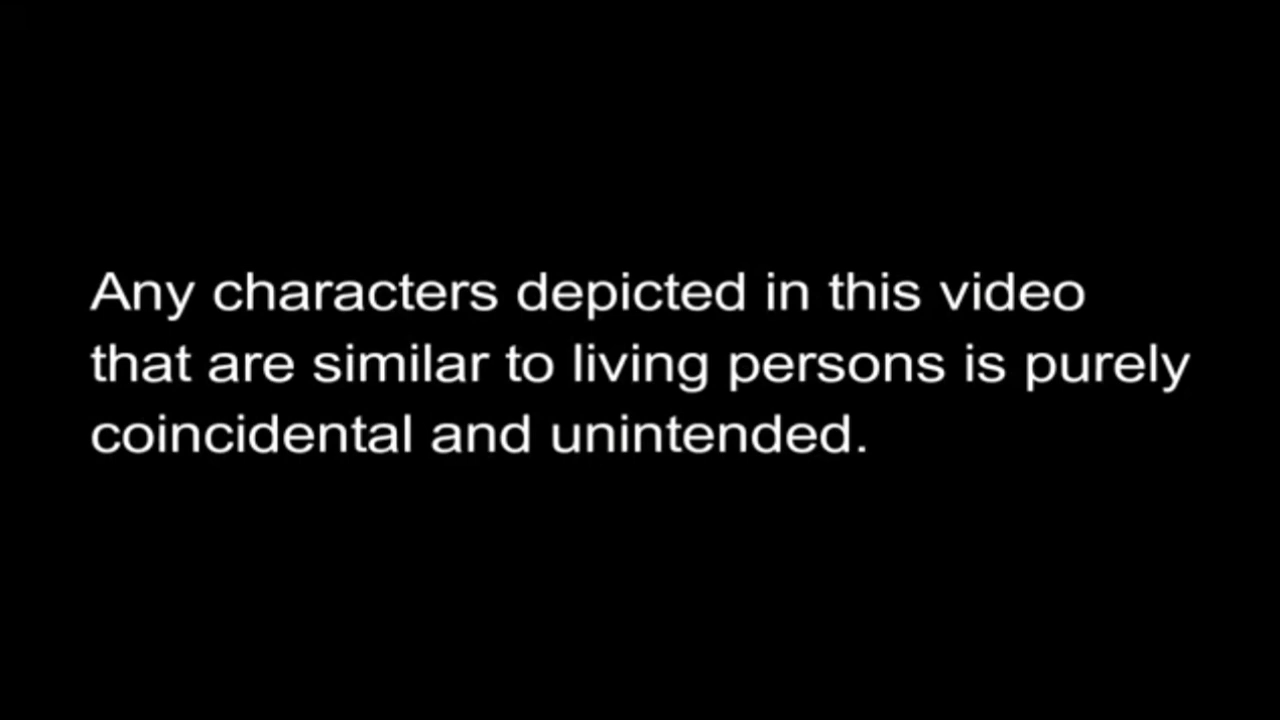 Any characters depicted in this video
that are similar to living persons is purely
coincidental and unintended.